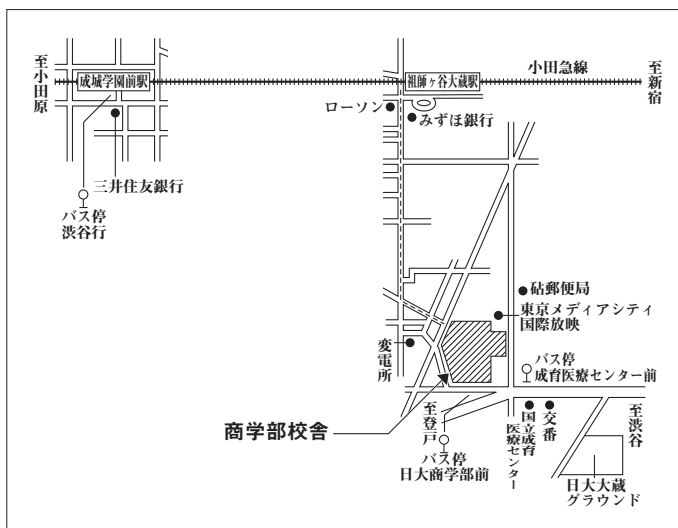 至小田原
成城学園前駅
祖師ヶ谷大蔵駅
小田急線
至新宿
ローソン
みずほ銀行
三井住友銀行
バス停
渋谷行
砧郵便局
東京メディアシティ
国際放映
変電所
バス停
成育医療センター前
商学部校舎
至登戸
バス停
日大商学部前
国立成育
医療センター
交番
至渋谷
日大大蔵
グラウンド